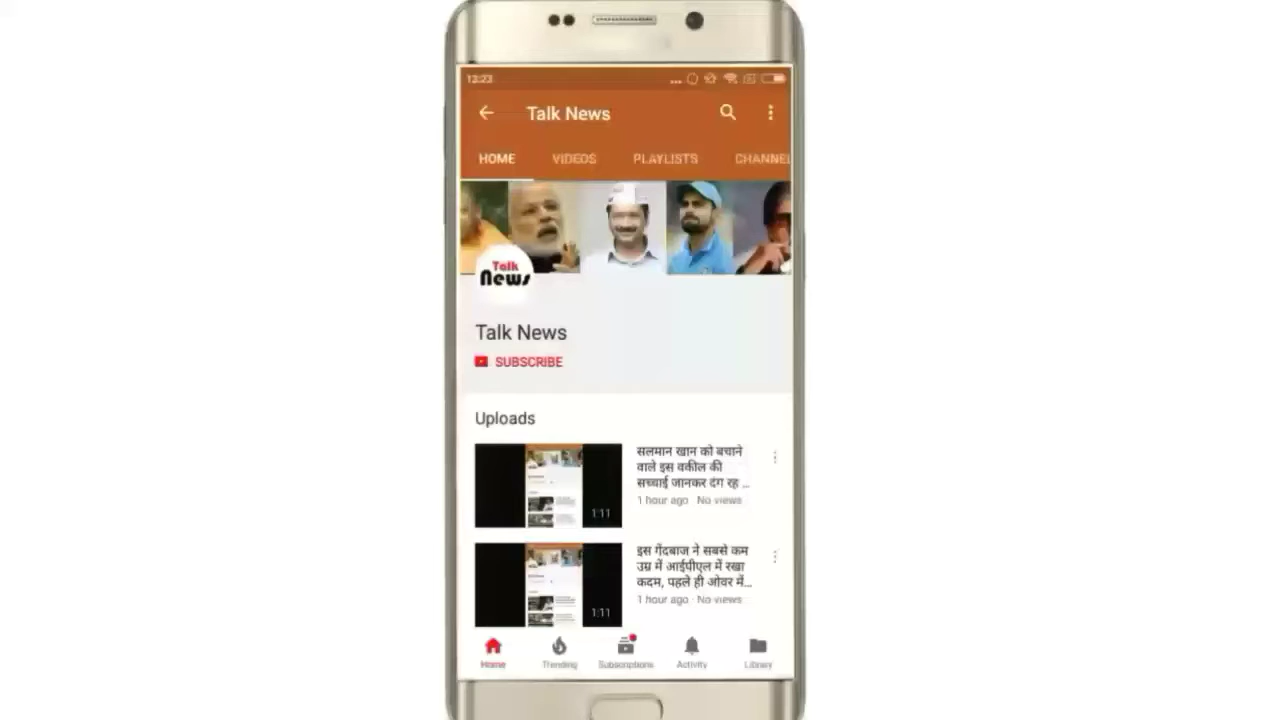 13:23
Talk News
HOME VIDEOS PLAYLISTS CHANNEL
Talk
News
Talk News
SUBSCRIBE
Uploads
सलमान खान को बचाने
वाले इस वकील की
सच्चाई जानकर दंग रह ...
1 hour ago · No views
1:11
इस गेंदबाज ने सबसे कम
उम्र में आईपीएल में रखा
कदम, पहले ही ओवर में...
1 hour ago · No views
1:11
Home Trending Subscriptions Activity Library